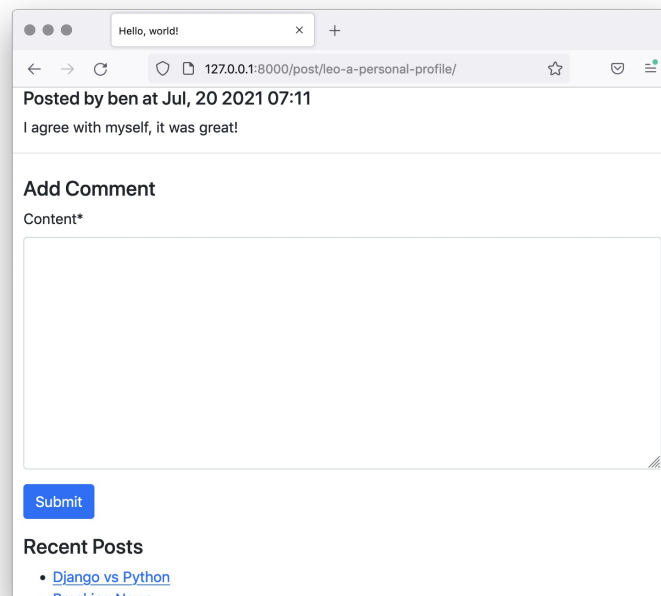 Hello, world!
127.0.0.1:8000/post/leo-a-personal-profile/
Posted by ben at Jul, 20 2021 07:11
I agree with myself, it was great!
Add Comment
Content*
Submit
Recent Posts
Django vs Python